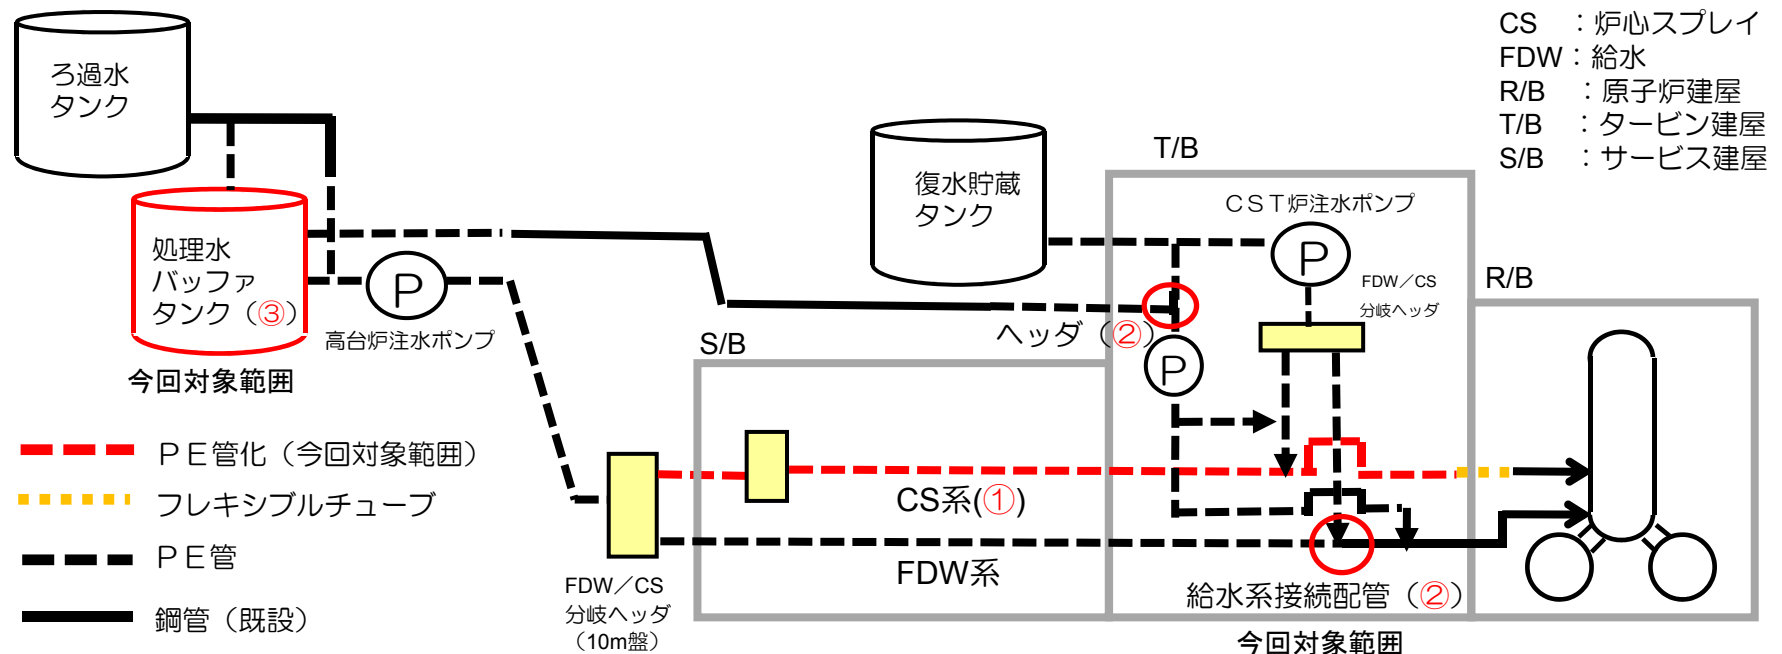 CS ：炉心スプレイ
FDW：給水
R/B ：原子炉建屋
T/B ：タービン建屋
S/B ：サービス建屋
ろ過水
タンク
処理水
バッファ
タンク（③）
今回対象範囲
P
高台炉注水ポンプ
復水貯蔵
タンク
T/B
ＣＳＴ炉注水ポンプ
P
FDW／CS
分岐ヘッダ
R/B
ヘッダ（②）
P
S/B
CS系(①)
FDW系
FDW／CS
分岐ヘッダ
（10m盤）
給水系接続配管（②）
今回対象範囲
ＰＥ管化（今回対象範囲）
フレキシブルチューブ
ＰＥ管
鋼管（既設）